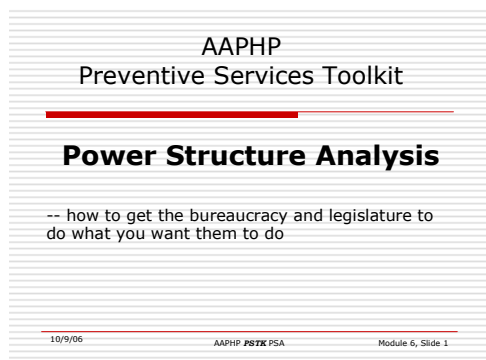 AAPHP
Preventive Services Toolkit
Power Structure Analysis
-- how to get the bureaucracy and legislature to
do what you want them to do
10/9/06
AAPHP PSTK PSA
Module 6, Slide 1